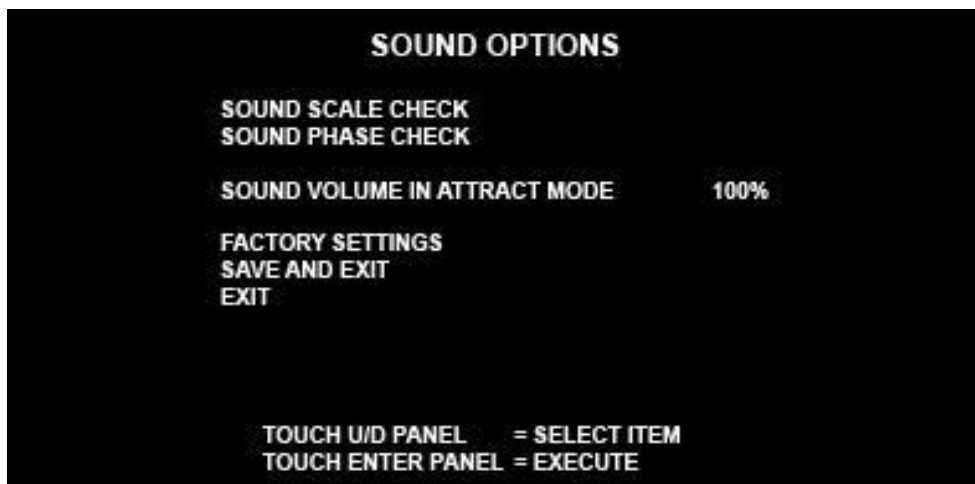 SOUND OPTIONS
SOUND SCALE CHECK
SOUND PHASE CHECK
SOUND VOLUME IN ATTRACT MODE 100%
FACTORY SETTINGS
SAVE AND EXIT
EXIT
TOUCH U/D PANEL = SELECT ITEM
TOUCH ENTER PANEL = EXECUTE